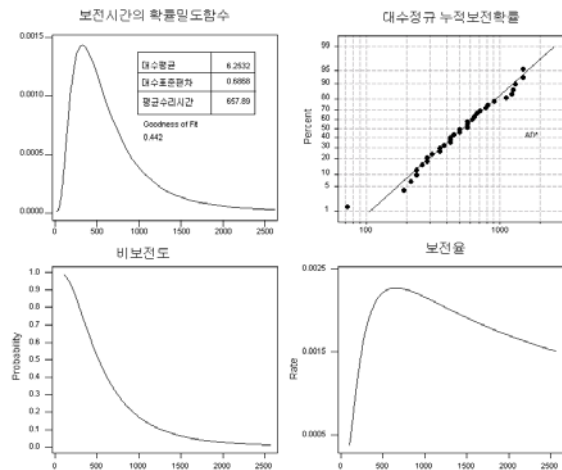 보전시간의 확률밀도함수
0.0015
0.0010
0.0005
0.0000
0 500 1000 1500 2000 2500
대수평균 6.2532
대수표준편차 0.6868
평균수리시간 657.89
Goodness of Fit
0.442
대수정규 누적보전확률
Percent
99
95
90
80
70
60
50
40
30
20
10
5
1
AD*
100 1000
비보전도
Probability
1.0
0.9
0.8
0.7
0.6
0.5
0.4
0.3
0.2
0.1
0.0
0 500 1000 1500 2000 2500
보전율
Rate
0.0025
0.0015
0.0005
0 500 1000 1500 2000 2500